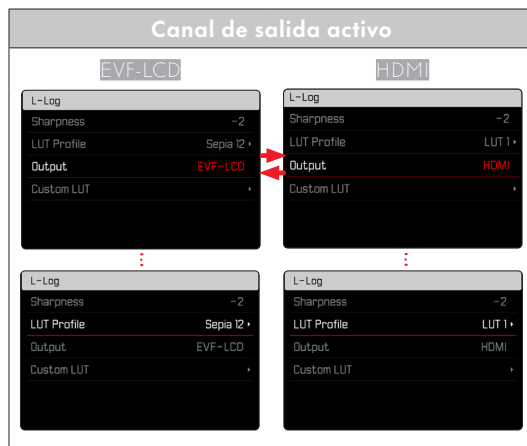 Canal de salida activo
EVF-LCD
L-Log
Sharpness -2
LUT Profile Sepia 12
Output EVF-LCD
Custom LUT
HDMI
L-Log
Sharpness -2
LUT Profile LUT 1
Output HDMI
Custom LUT
L-Log
Sharpness -2
LUT Profile Sepia 12
Output EVF-LCD
Custom LUT
L-Log
Sharpness -2
LUT Profile LUT 1
Output HDMI
Custom LUT